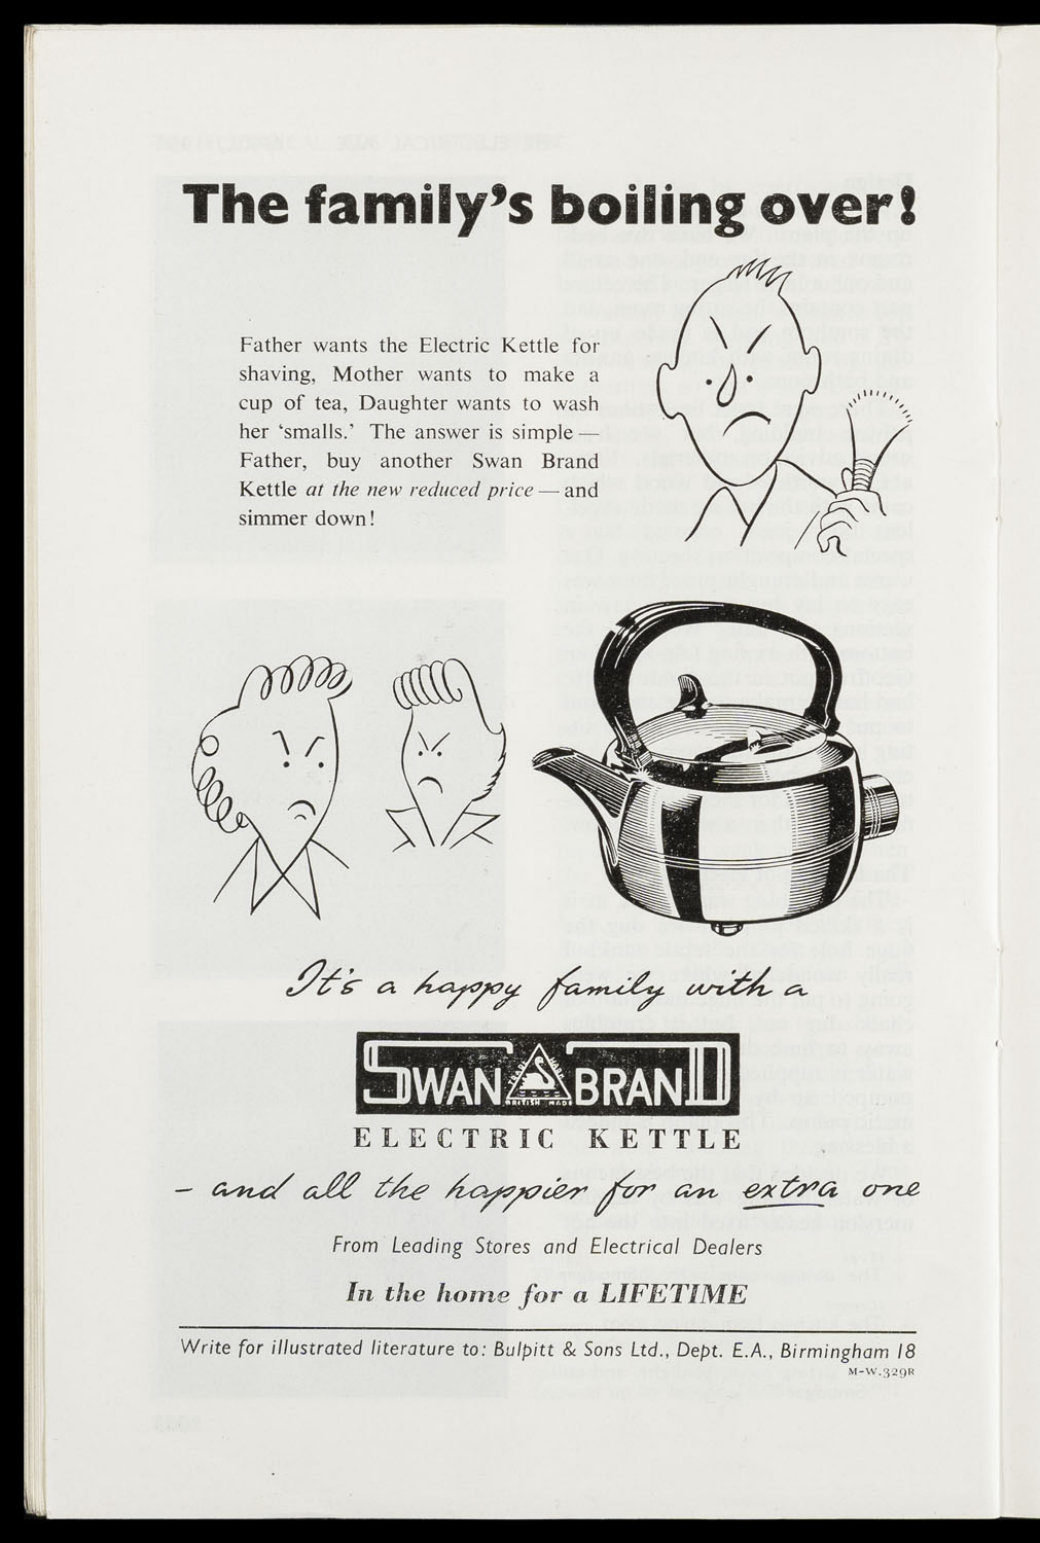 The family's boiling over!
Father wants the Electric Kettle for
shaving, Mother wants to make a
cup of tea, Daughter wants to wash
her ‘smalls.’ The answer is simple —
Father, buy another Swan Brand
Kettle at the new reduced price — and
simmer down!
It's a happy family with a
SWAN BRAND
TRADE MARK
BRITISH MADE
ELECTRIC KETTLE
– and all the happier for an extra one
From Leading Stores and Electrical Dealers
In the home for a LIFETIME
Write for illustrated literature to: Bulpitt & Sons Ltd., Dept. E.A., Birmingham 18
M-W.329R